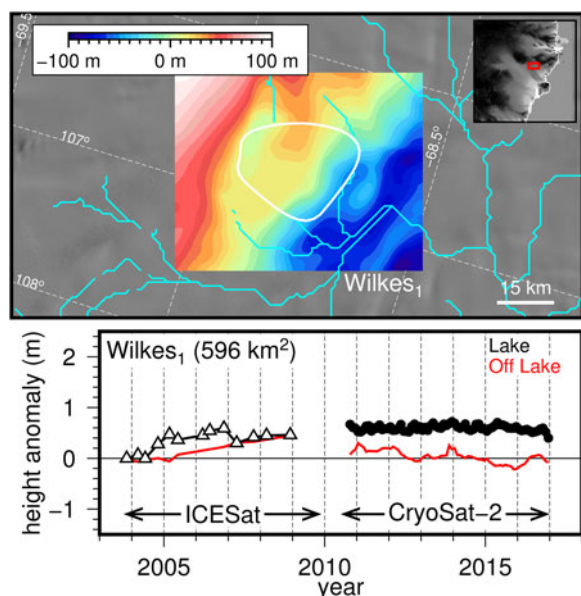 −100 m 0 m 100 m
−69.5
107°
−68.5°
108°
Wilkes₁
15 km
Wilkes₁ (596 km²)
Lake
Off Lake
height anomaly (m)
2
1
0
−1
ICESat
CryoSat−2
2005 2010 2015
year